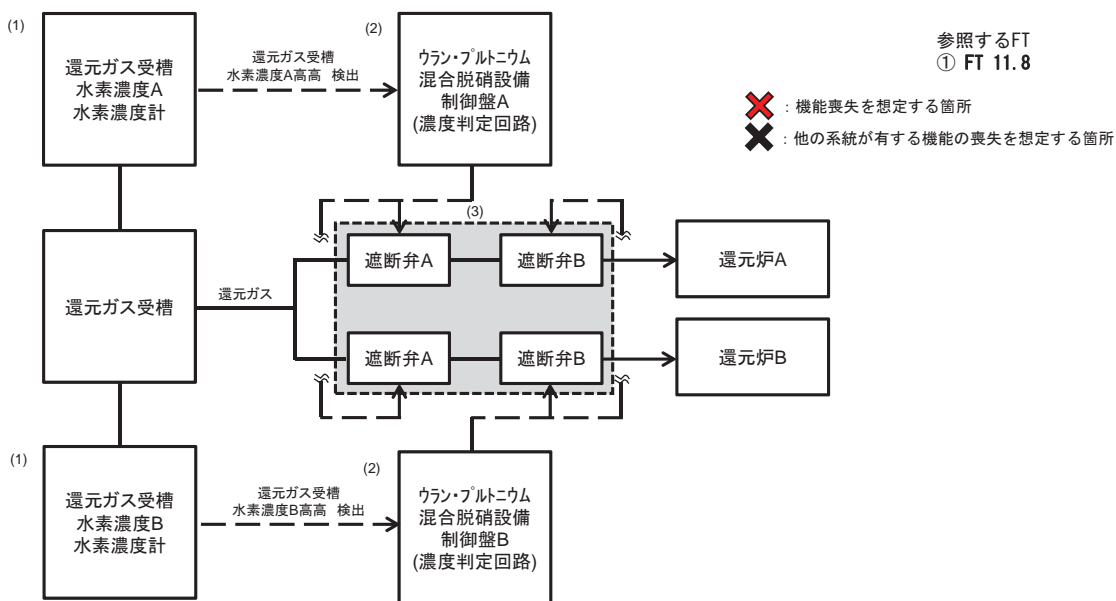 (1)
還元ガス受槽
水素濃度A
水素濃度計
還元ガス受槽
水素濃度A高高 検出
(2)
ウラン・プルトニウム
混合脱硝設備
制御盤A
(濃度判定回路)
参照するFT
① FT 11.8
：機能喪失を想定する箇所
：他の系統が有する機能の喪失を想定する箇所
(3)
還元ガス受槽
還元ガス
遮断弁A
遮断弁B
還元炉A
遮断弁A
遮断弁B
還元炉B
(1)
還元ガス受槽
水素濃度B
水素濃度計
還元ガス受槽
水素濃度B高高 検出
(2)
ウラン・プルトニウム
混合脱硝設備
制御盤B
(濃度判定回路)